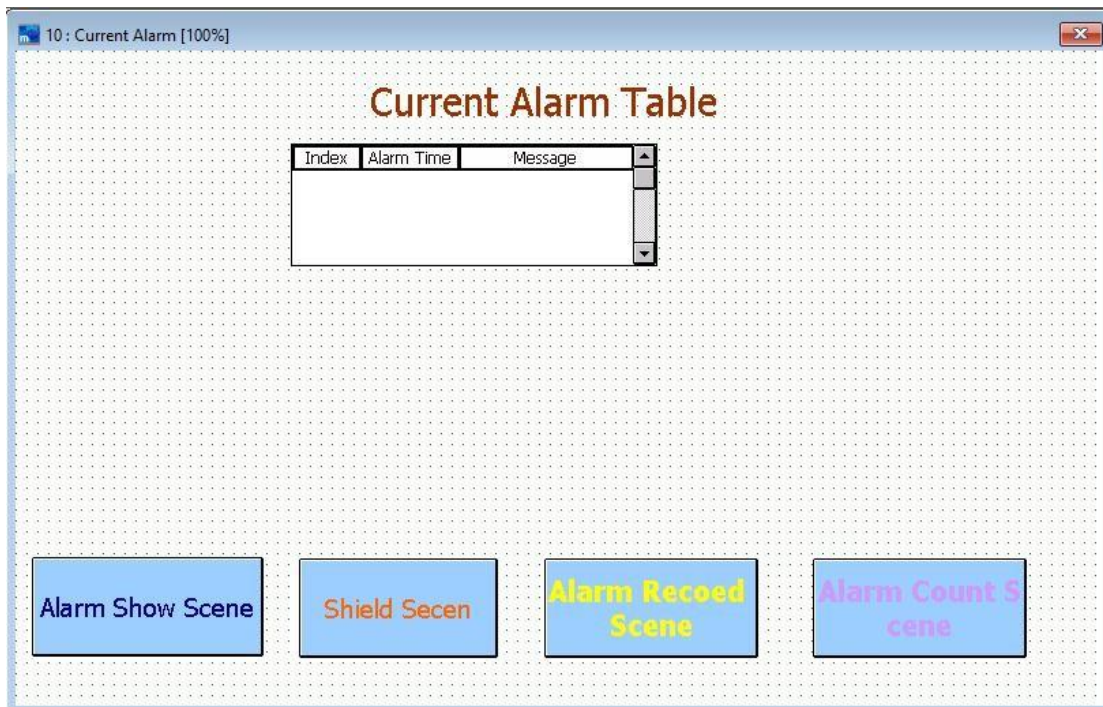 10 : Current Alarm [100%]
Current Alarm Table
Index Alarm Time Message
Alarm Show Scene
Shield Secen
Alarm Recoed
Scene
Alarm Count S
cene